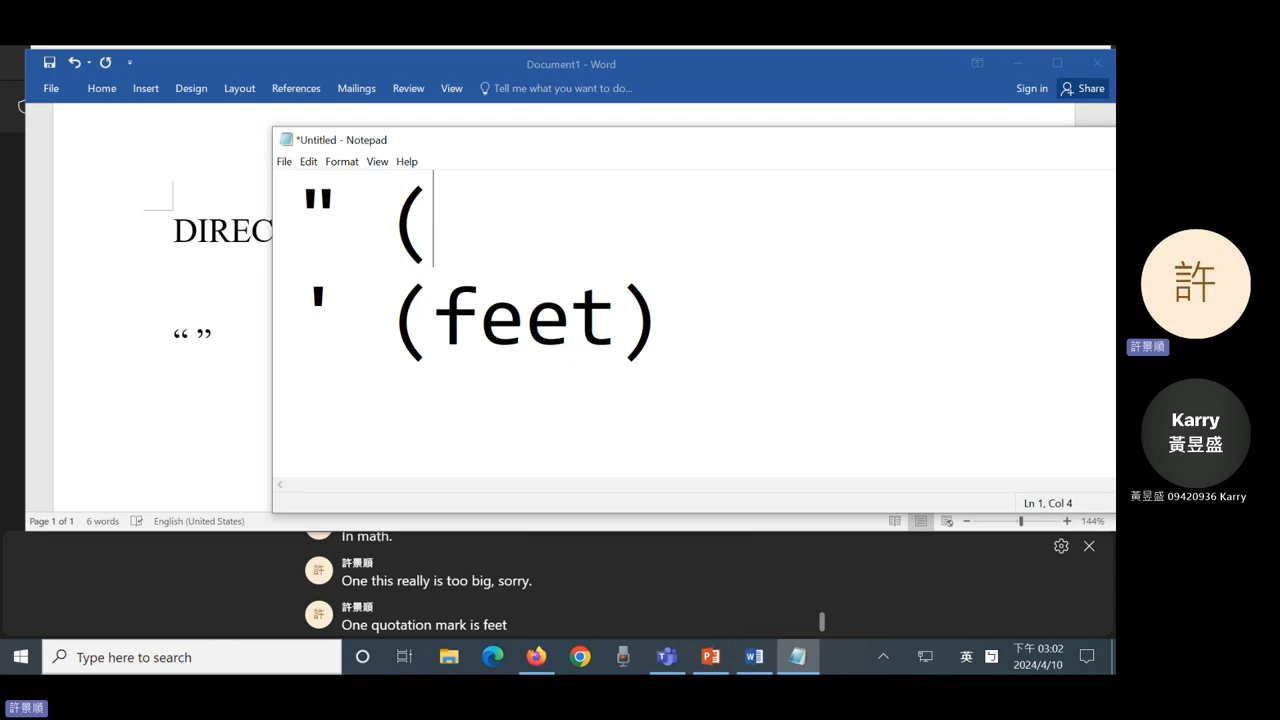 Document1 - Word
File Home Insert Design Layout References Mailings Review View Tell me what you want to do... Sign in Share
*Untitled - Notepad
File Edit Format View Help
DIREC
" (
' (feet)
“ ”
Ln 1, Col 4
Page 1 of 1 6 words English (United States) 144%
In math.
許 許景順
One this really is too big, sorry.
許 許景順
One quotation mark is feet
許
許景順
Karry
黃昱盛
黃昱盛 09420936 Karry
Type here to search
英
下午 03:02
2024/4/10
許景順